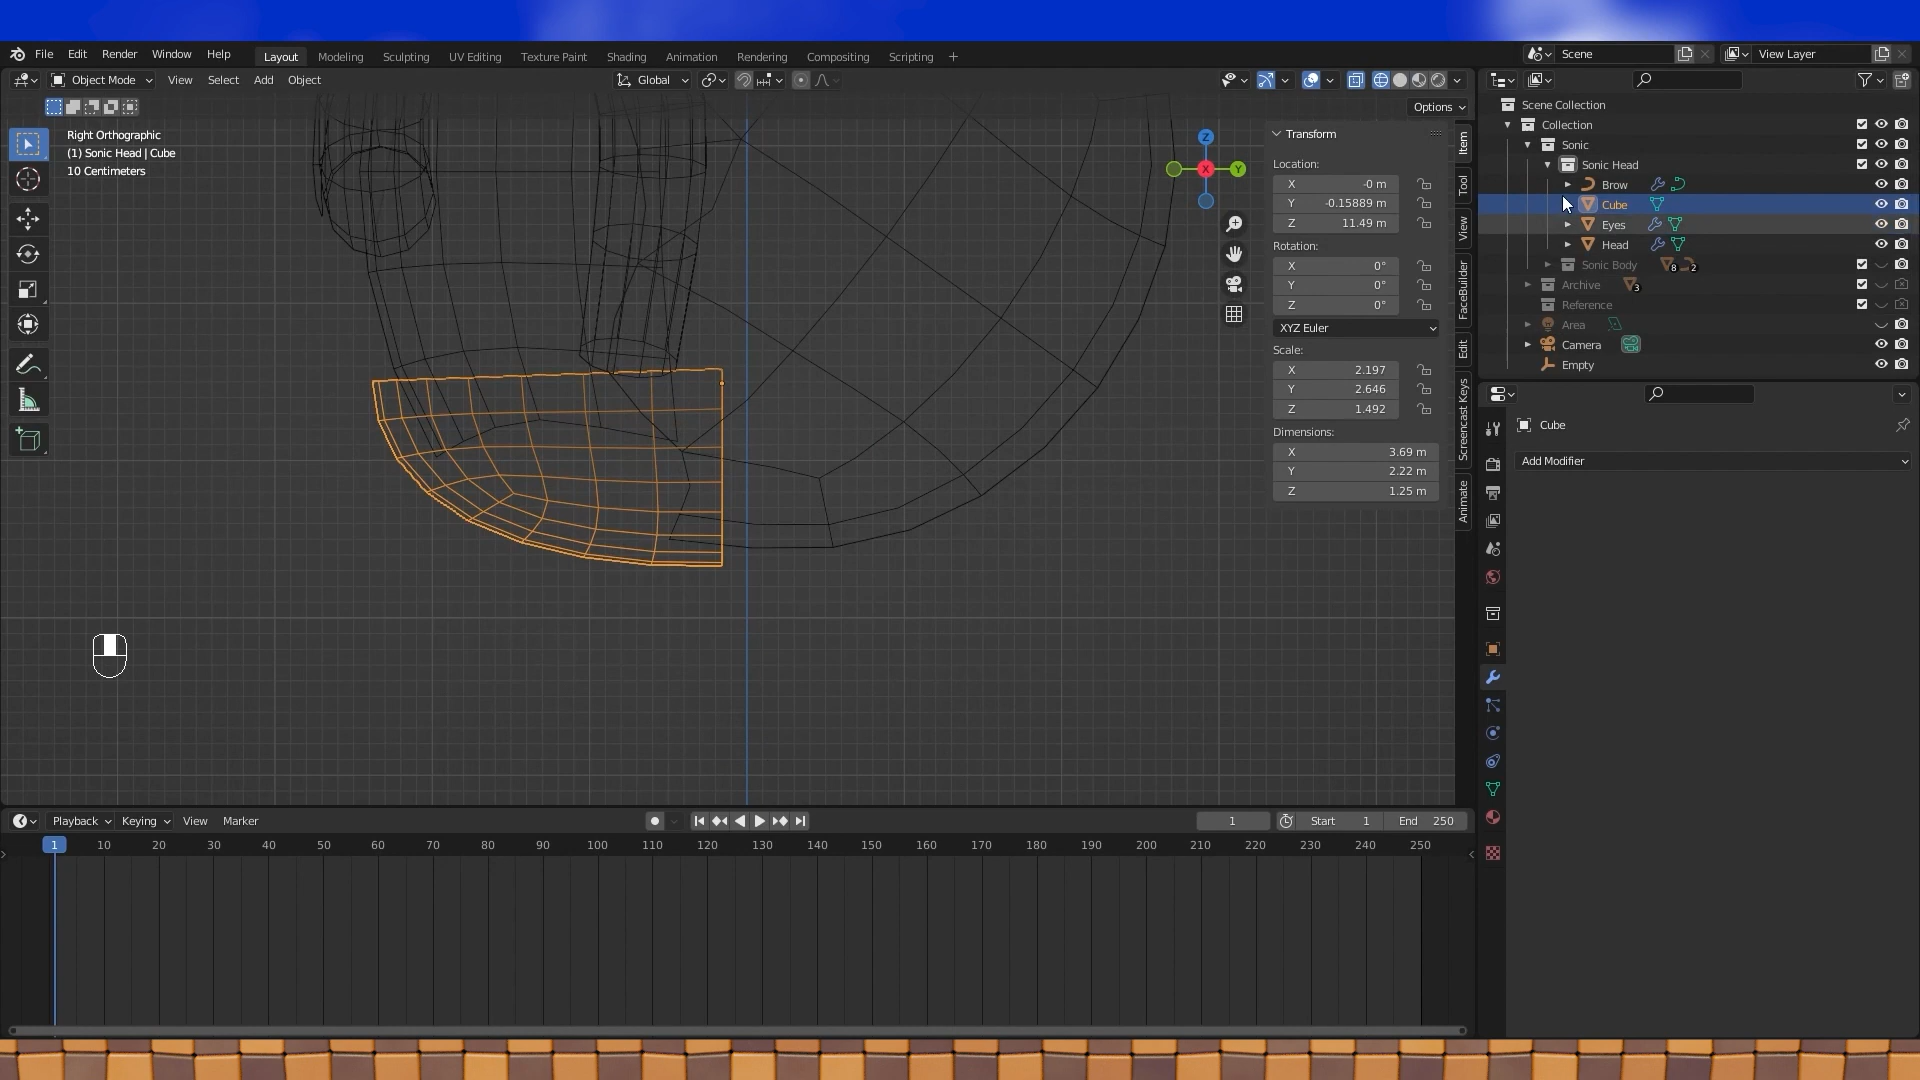 File Edit Render Window Help Layout Modeling Sculpting UV Editing Texture Paint Shading Animation Rendering Compositing Scripting + Scene View Layer
Object Mode View Select Add Object Global
Options
Right Orthographic
(1) Sonic Head | Cube
10 Centimeters
Z
X
Y
Transform
Location:
X -0 m
Y -0.15889 m
Z 11.49 m
Rotation:
X 0°
Y 0°
Z 0°
XYZ Euler
Scale:
X 2.197
Y 2.646
Z 1.492
Dimensions:
X 3.69 m
Y 2.22 m
Z 1.25 m
Item
Tool
View
FaceBuilder
Edit
Screencast Keys
Animate
Scene Collection
Collection
Sonic
Sonic Head
Brow
Cube
Eyes
Head
Sonic Body 8 2
Archive 3
Reference
Area
Camera
Empty
Cube
Add Modifier
Playback Keying View Marker 1 Start 1 End 250
1 10 20 30 40 50 60 70 80 90 100 110 120 130 140 150 160 170 180 190 200 210 220 230 240 250